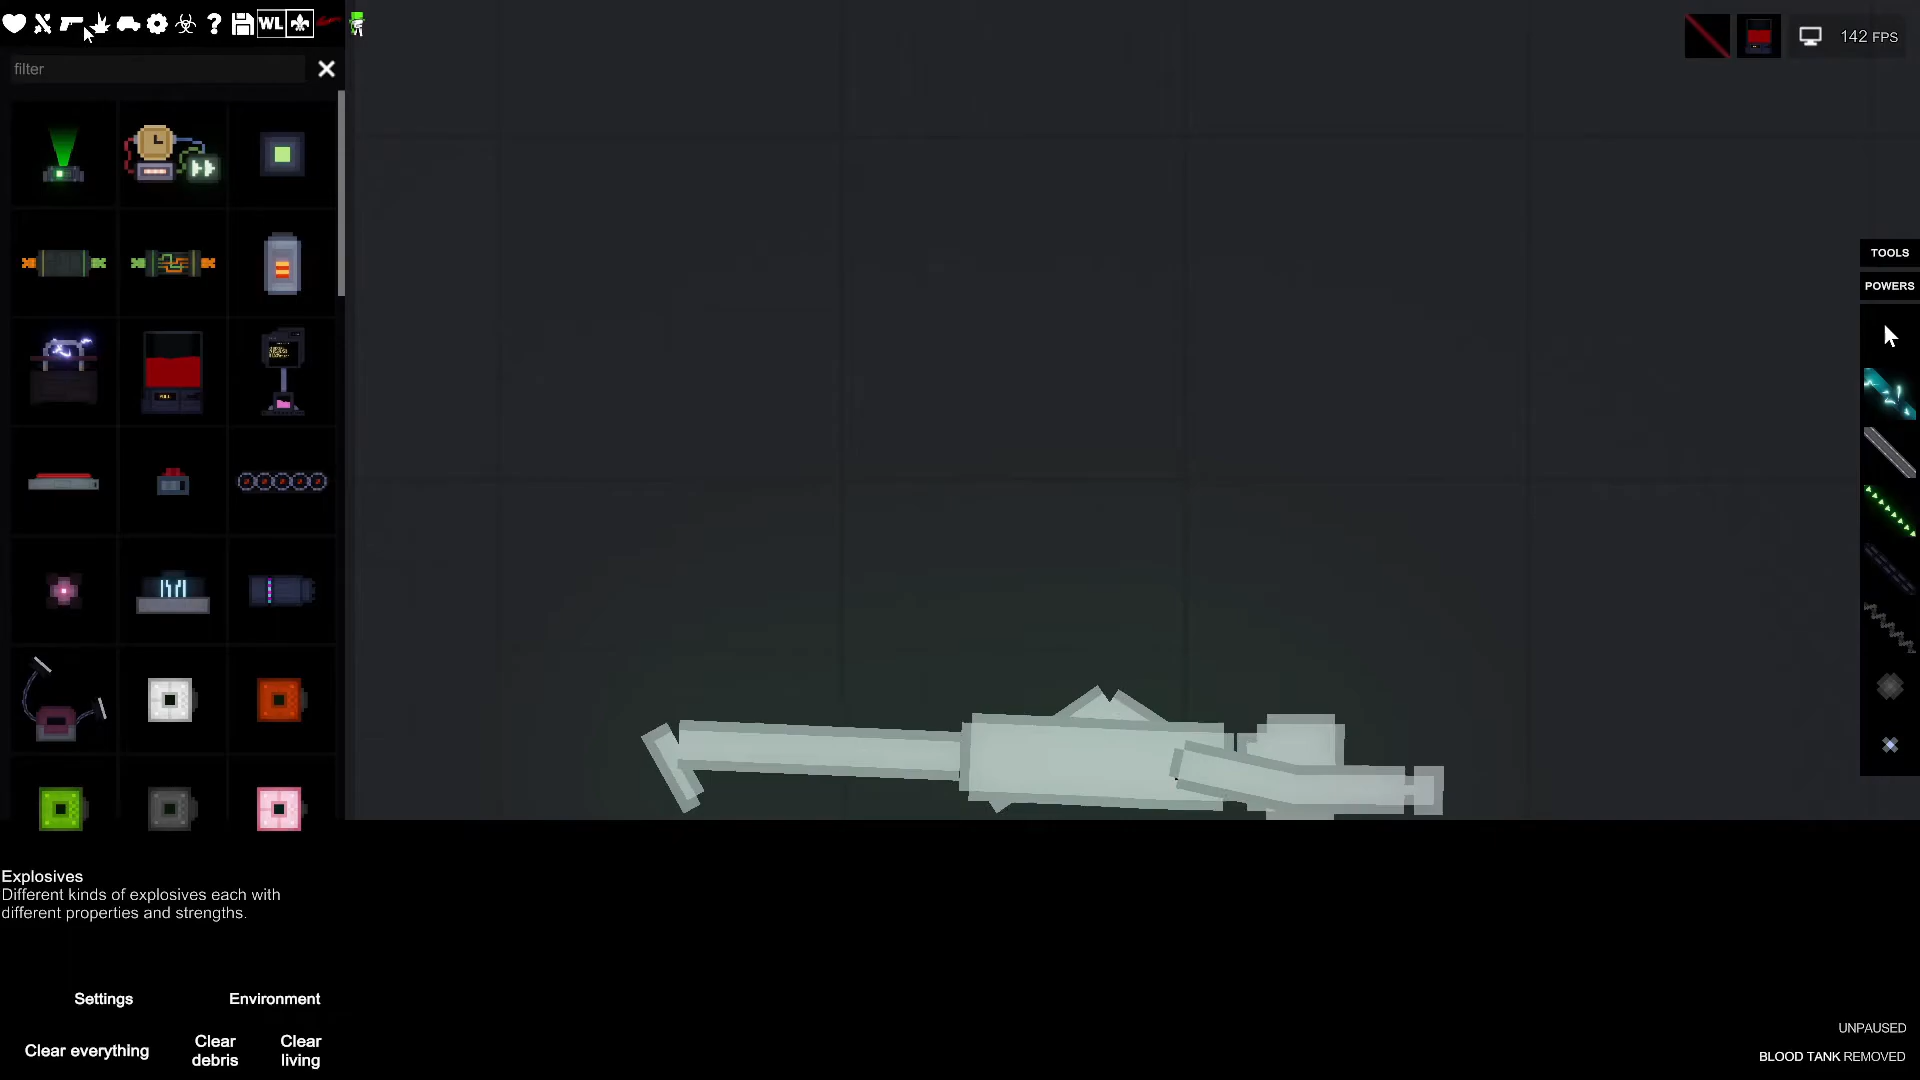 WL
142 FPS
filter
TOOLS
POWERS
Explosives
Different kinds of explosives each with
different properties and strengths.
Settings
Environment
Clear everything
Clear
debris
Clear
living
UNPAUSED
BLOOD TANK REMOVED